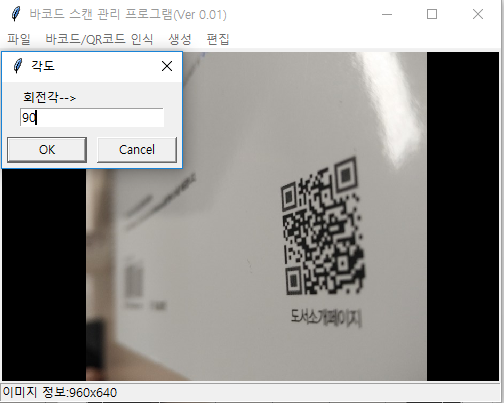 바코드 스캔 관리 프로그램(Ver 0.01)
파일 바코드/QR코드 인식 생성 편집
각도
회전각-->
90
OK Cancel
도서소개페이지
이미지 정보:960x640